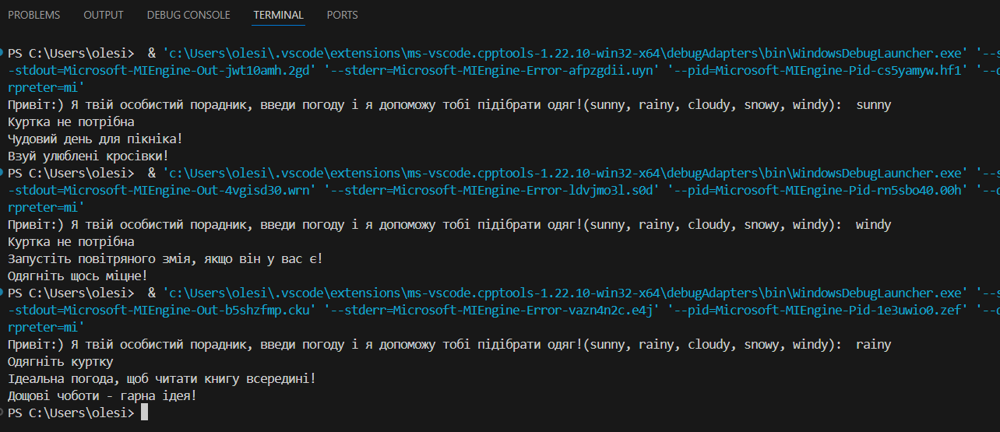 PROBLEMS OUTPUT DEBUG CONSOLE TERMINAL PORTS
PS C:\Users\olesi>  & 'c:\Users\olesi\.vscode\extensions\ms-vscode.cpptools-1.22.10-win32-x64\debugAdapters\bin\WindowsDebugLauncher.exe' '--s
-stdout=Microsoft-MIEngine-Out-jwt10amh.2gd' '--stderr=Microsoft-MIEngine-Error-afpzgdii.uyn' '--pid=Microsoft-MIEngine-Pid-cs5yamyw.hf1' '--d
rpreter=mi'
Привіт:) Я твій особистий порадник, введи погоду і я допоможу тобі підібрати одяг!(sunny, rainy, cloudy, snowy, windy):  sunny
Куртка не потрібна
Чудовий день для пікніка!
Взуй улюблені кросівки!
PS C:\Users\olesi>  & 'c:\Users\olesi\.vscode\extensions\ms-vscode.cpptools-1.22.10-win32-x64\debugAdapters\bin\WindowsDebugLauncher.exe' '--s
-stdout=Microsoft-MIEngine-Out-4vgisd30.wrn' '--stderr=Microsoft-MIEngine-Error-ldvjmo3l.s0d' '--pid=Microsoft-MIEngine-Pid-rn5sbo40.00h' '--d
rpreter=mi'
Привіт:) Я твій особистий порадник, введи погоду і я допоможу тобі підібрати одяг!(sunny, rainy, cloudy, snowy, windy):  windy
Куртка не потрібна
Запустіть повітряного змія, якщо він у вас є!
Одягніть щось міцне!
PS C:\Users\olesi>  & 'c:\Users\olesi\.vscode\extensions\ms-vscode.cpptools-1.22.10-win32-x64\debugAdapters\bin\WindowsDebugLauncher.exe' '--s
-stdout=Microsoft-MIEngine-Out-b5shzfmp.cku' '--stderr=Microsoft-MIEngine-Error-vazn4n2c.e4j' '--pid=Microsoft-MIEngine-Pid-1e3uwio0.zef' '--d
rpreter=mi'
Привіт:) Я твій особистий порадник, введи погоду і я допоможу тобі підібрати одяг!(sunny, rainy, cloudy, snowy, windy):  rainy
Одягніть куртку
Ідеальна погода, щоб читати книгу всередині!
Дощові чоботи - гарна ідея!
PS C:\Users\olesi>